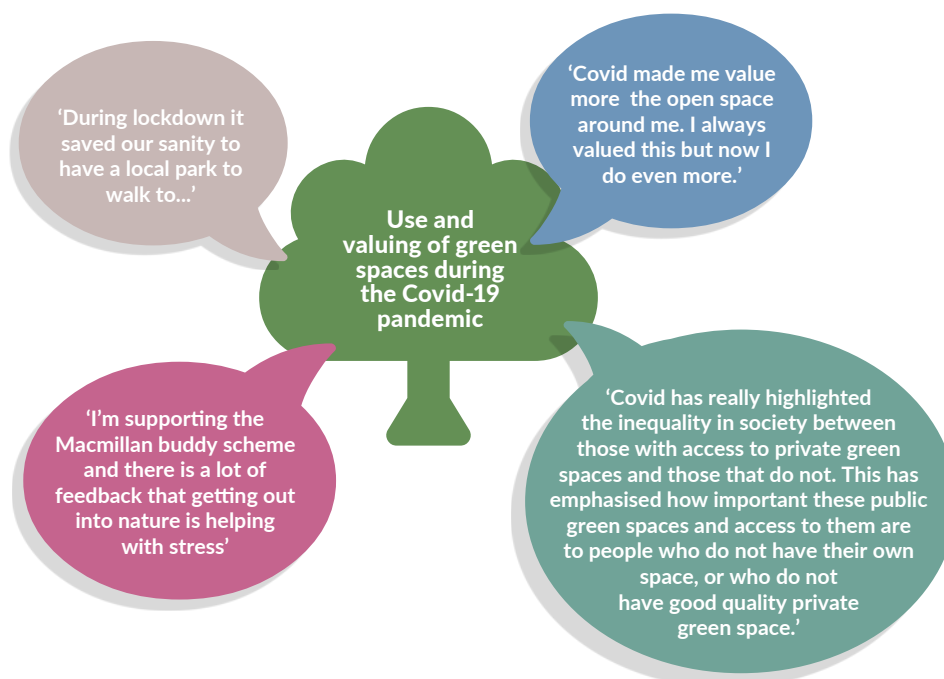 ‘During lockdown it
saved our sanity to
have a local park to
walk to...’
‘Covid made me value
more the open space
around me. I always
valued this but now I
do even more.’
Use and
valuing of green
spaces during
the Covid-19
pandemic
‘I’m supporting the
Macmillan buddy scheme
and there is a lot of
feedback that getting out
into nature is helping
with stress’
‘Covid has really highlighted
the inequality in society between
those with access to private green
spaces and those that do not. This has
emphasised how important these public
green spaces and access to them are
to people who do not have their own
space, or who do not
have good quality private
green space.’